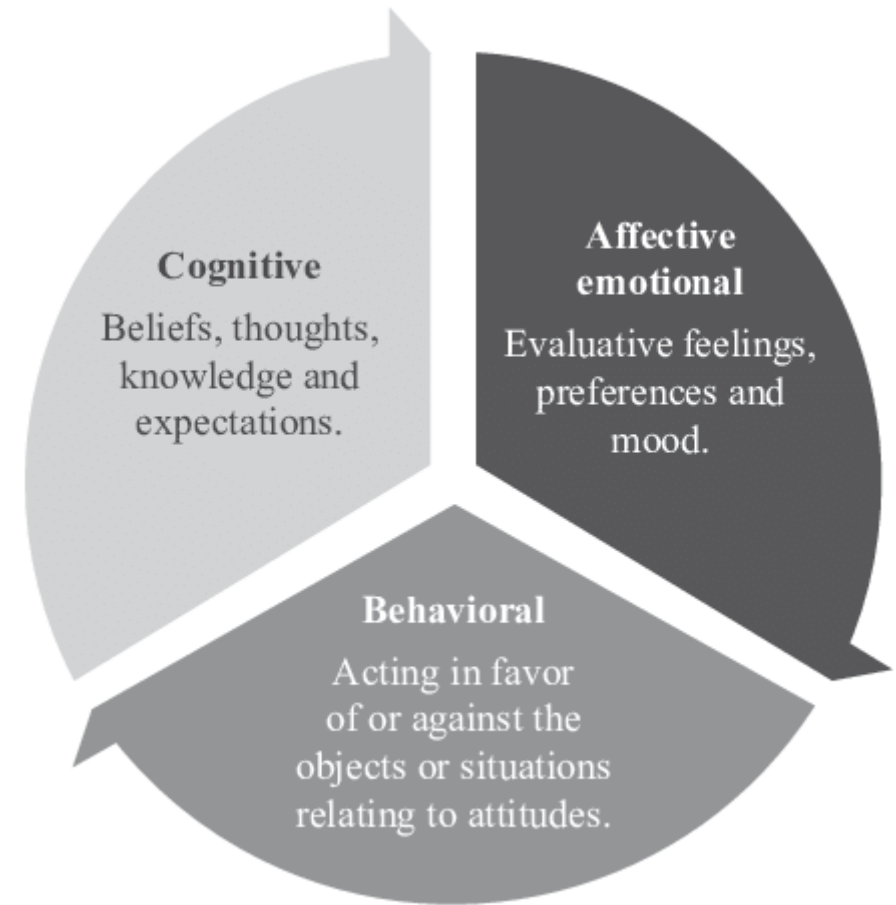 Cognitive
Beliefs, thoughts,
knowledge and
expectations.
Affective
emotional
Evaluative feelings,
preferences and
mood.
Behavioral
Acting in favor
of or against the
objects or situations
relating to attitudes.